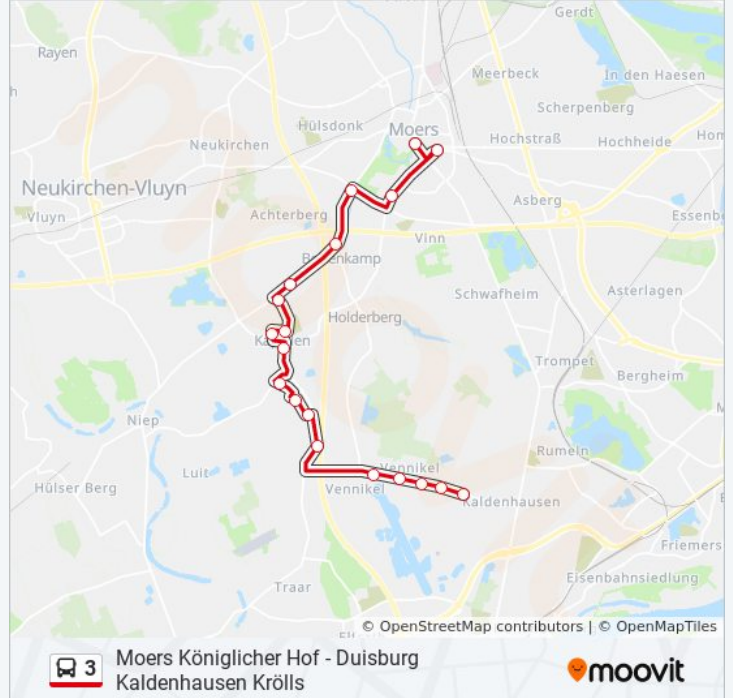 Gerdt
Rayen
Meerbeck
In den Haesen
h
Scherpenberg
Hülsdonk
Moers
Hochstraß
Hochheide
Hom
Neukirchen
Neukirchen-Vluyn
Asberg
Vluyn
Achterberg
Essenbe
Vinn
Schwafheim
Asterlagen
Holderberg
Trompet
Bergheim
Niep
Rumeln
Luit
Vennikel
Hülser Berg
Vennikel
Kaldenhausen
Friemers
Eisenbahnsiedlung
Traar
© OpenStreetMap contributors | © OpenMapTiles
3
Moers Königlicher Hof - Duisburg
Kaldenhausen Krölls
moovit